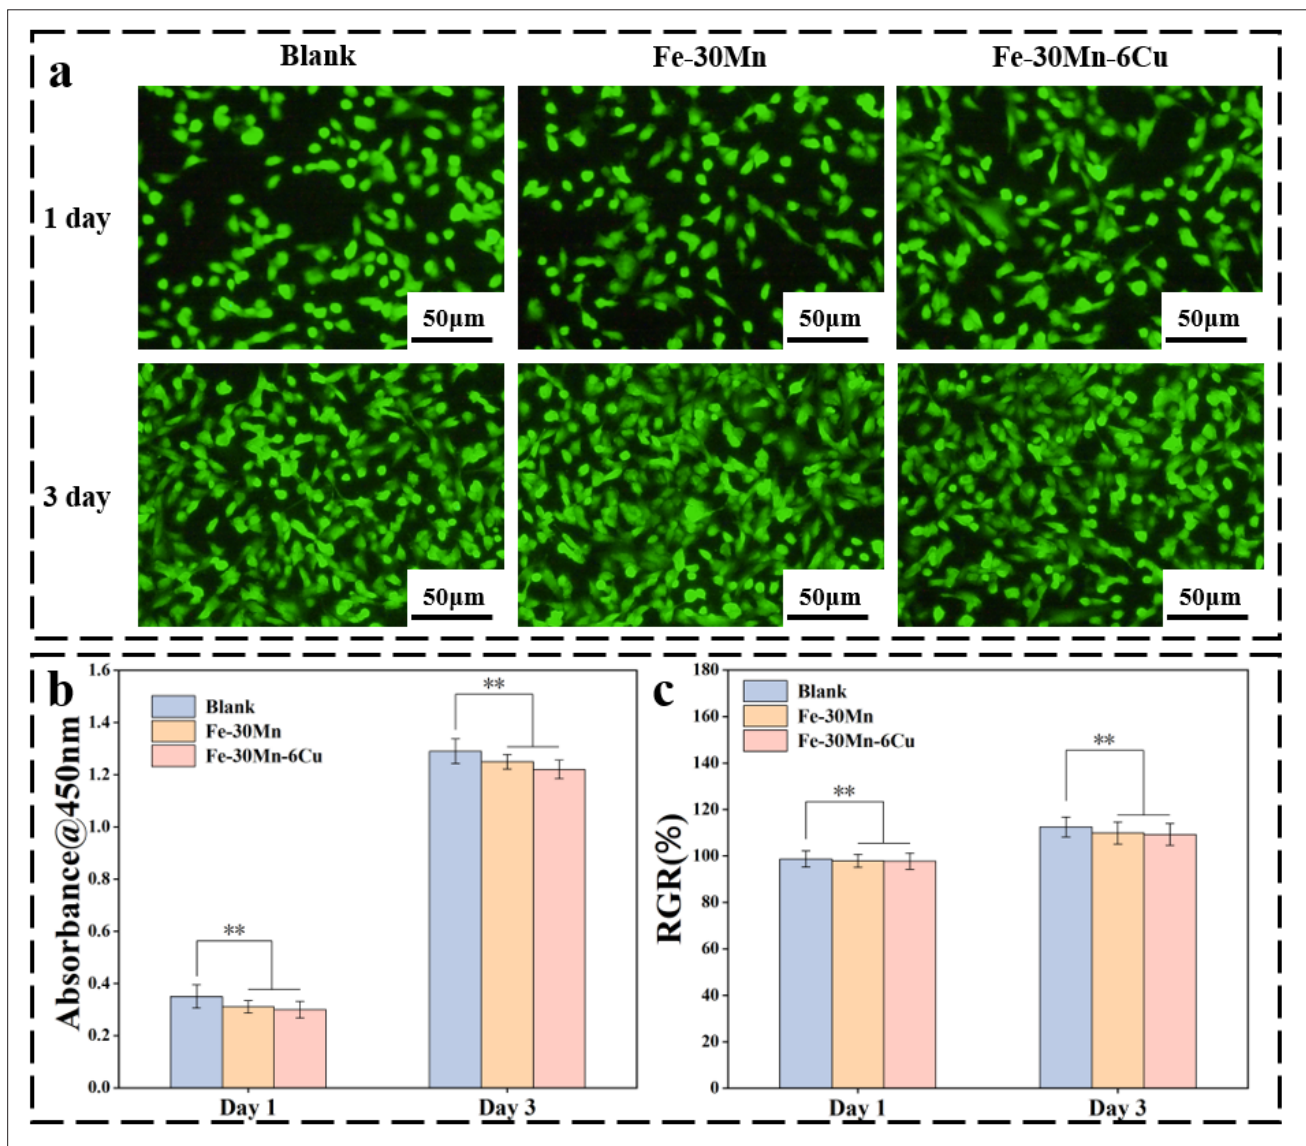 a
Blank
Fe-30Mn
Fe-30Mn-6Cu
1 day
50μm
50μm
50μm
3 day
50μm
50μm
50μm
b
Absorbance@450nm
1.6
1.4
1.2
1.0
0.8
0.6
0.4
0.2
0.0
Blank
Fe-30Mn
Fe-30Mn-6Cu
**
**
Day 1
Day 3
c
RGR(%)
180
160
140
120
100
80
60
40
20
0
Blank
Fe-30Mn
Fe-30Mn-6Cu
**
**
Day 1
Day 3